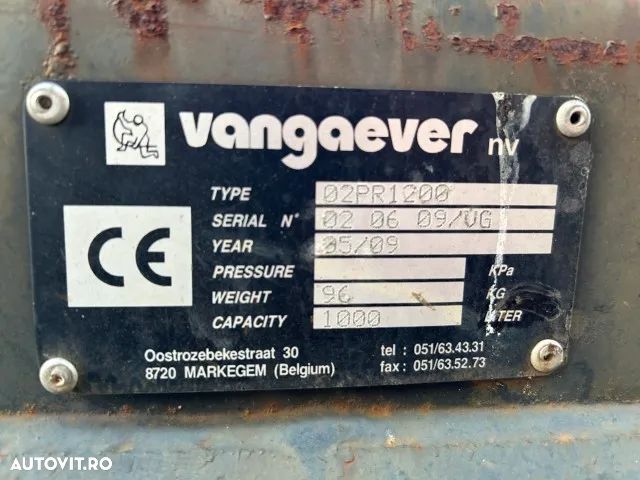 vangaever nv
TYPE 02PR1200
SERIAL N° 02 06 09/VG
YEAR 05/09
PRESSURE KPa
WEIGHT 96 KG
CAPACITY 1000 LITER
CE
Oostrozebekestraat 30 tel : 051/63.43.31
8720 MARKEGEM (Belgium) fax : 051/63.52.73
AUTOVIT.RO